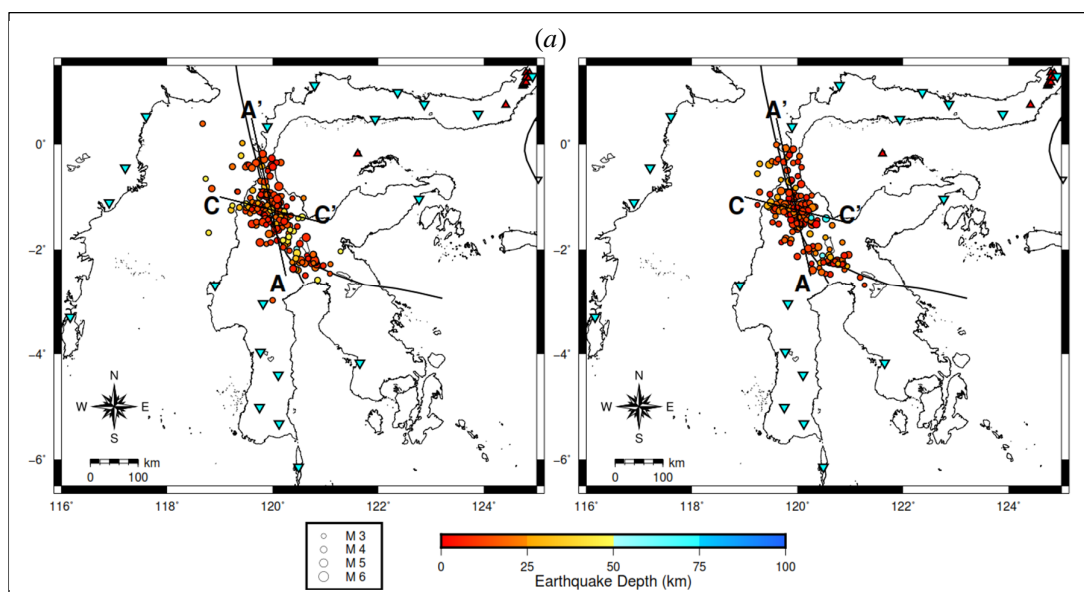 (a)
A'
C
C'
A
0°
−2°
−4°
−6°
N
W E
S
km
0 100
116° 118° 120° 122° 124°
A'
C
C'
A
N
W E
S
km
0 100
116° 118° 120° 122° 124°
M 3
M 4
M 5
M 6
0 25 50 75 100
Earthquake Depth (km)